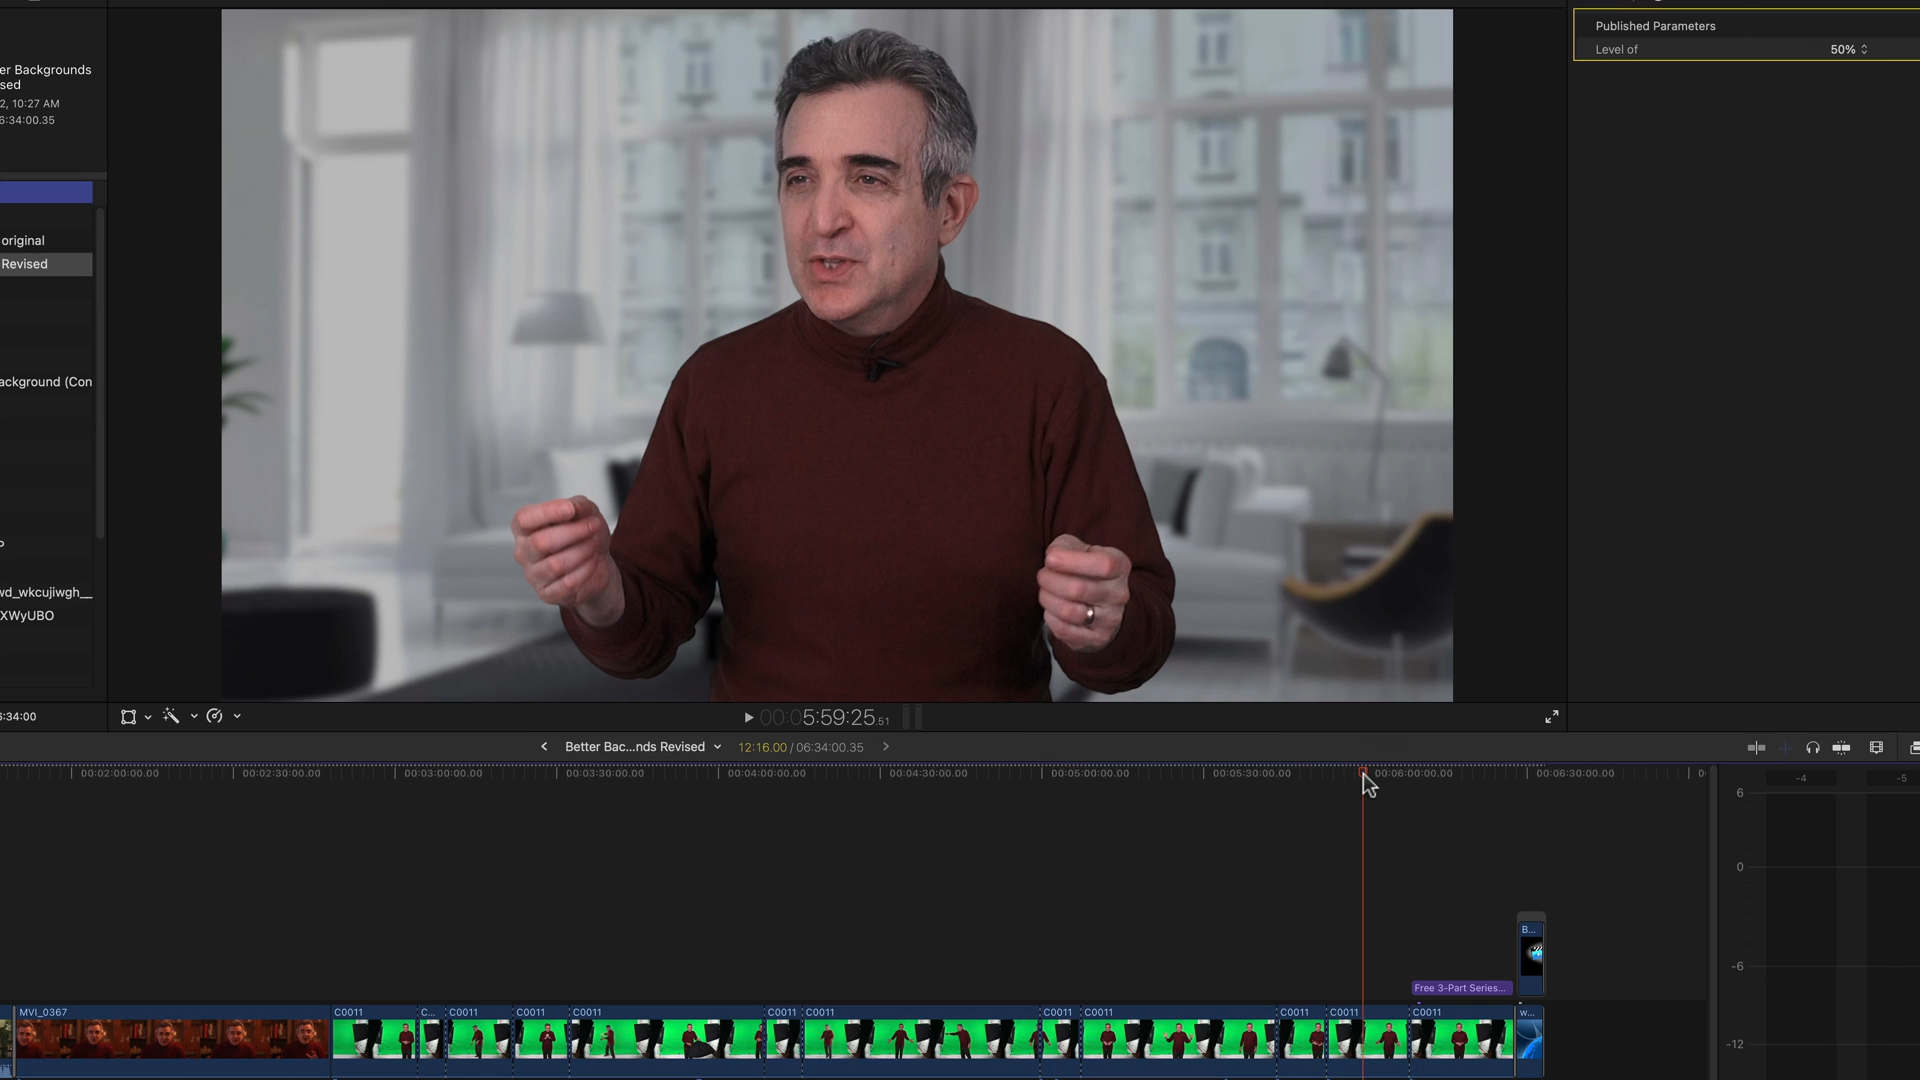 er Backgrounds
sed
2, 10:27 AM
6:34:00.35
original
Revised
ackground (Con
P
wd_wkcujiwgh__
XWyUBO
6:34:00
Published Parameters
Level of
50%
00:05:59:25.51
Better Bac...nds Revised
12:16.00 / 06:34:00.35
00:02:00:00.00
00:02:30:00.00
00:03:00:00.00
00:03:30:00.00
00:04:00:00.00
00:04:30:00.00
00:05:00:00.00
00:05:30:00.00
00:06:00:00.00
00:06:30:00.00
0
-4
-5
6
0
-6
-12
B...
Free 3-Part Series...
MVI_0367
C0011
C...
C0011
C0011
C0011
C0011
C0011
C0011
C0011
C0011
C0011
C0011
w...